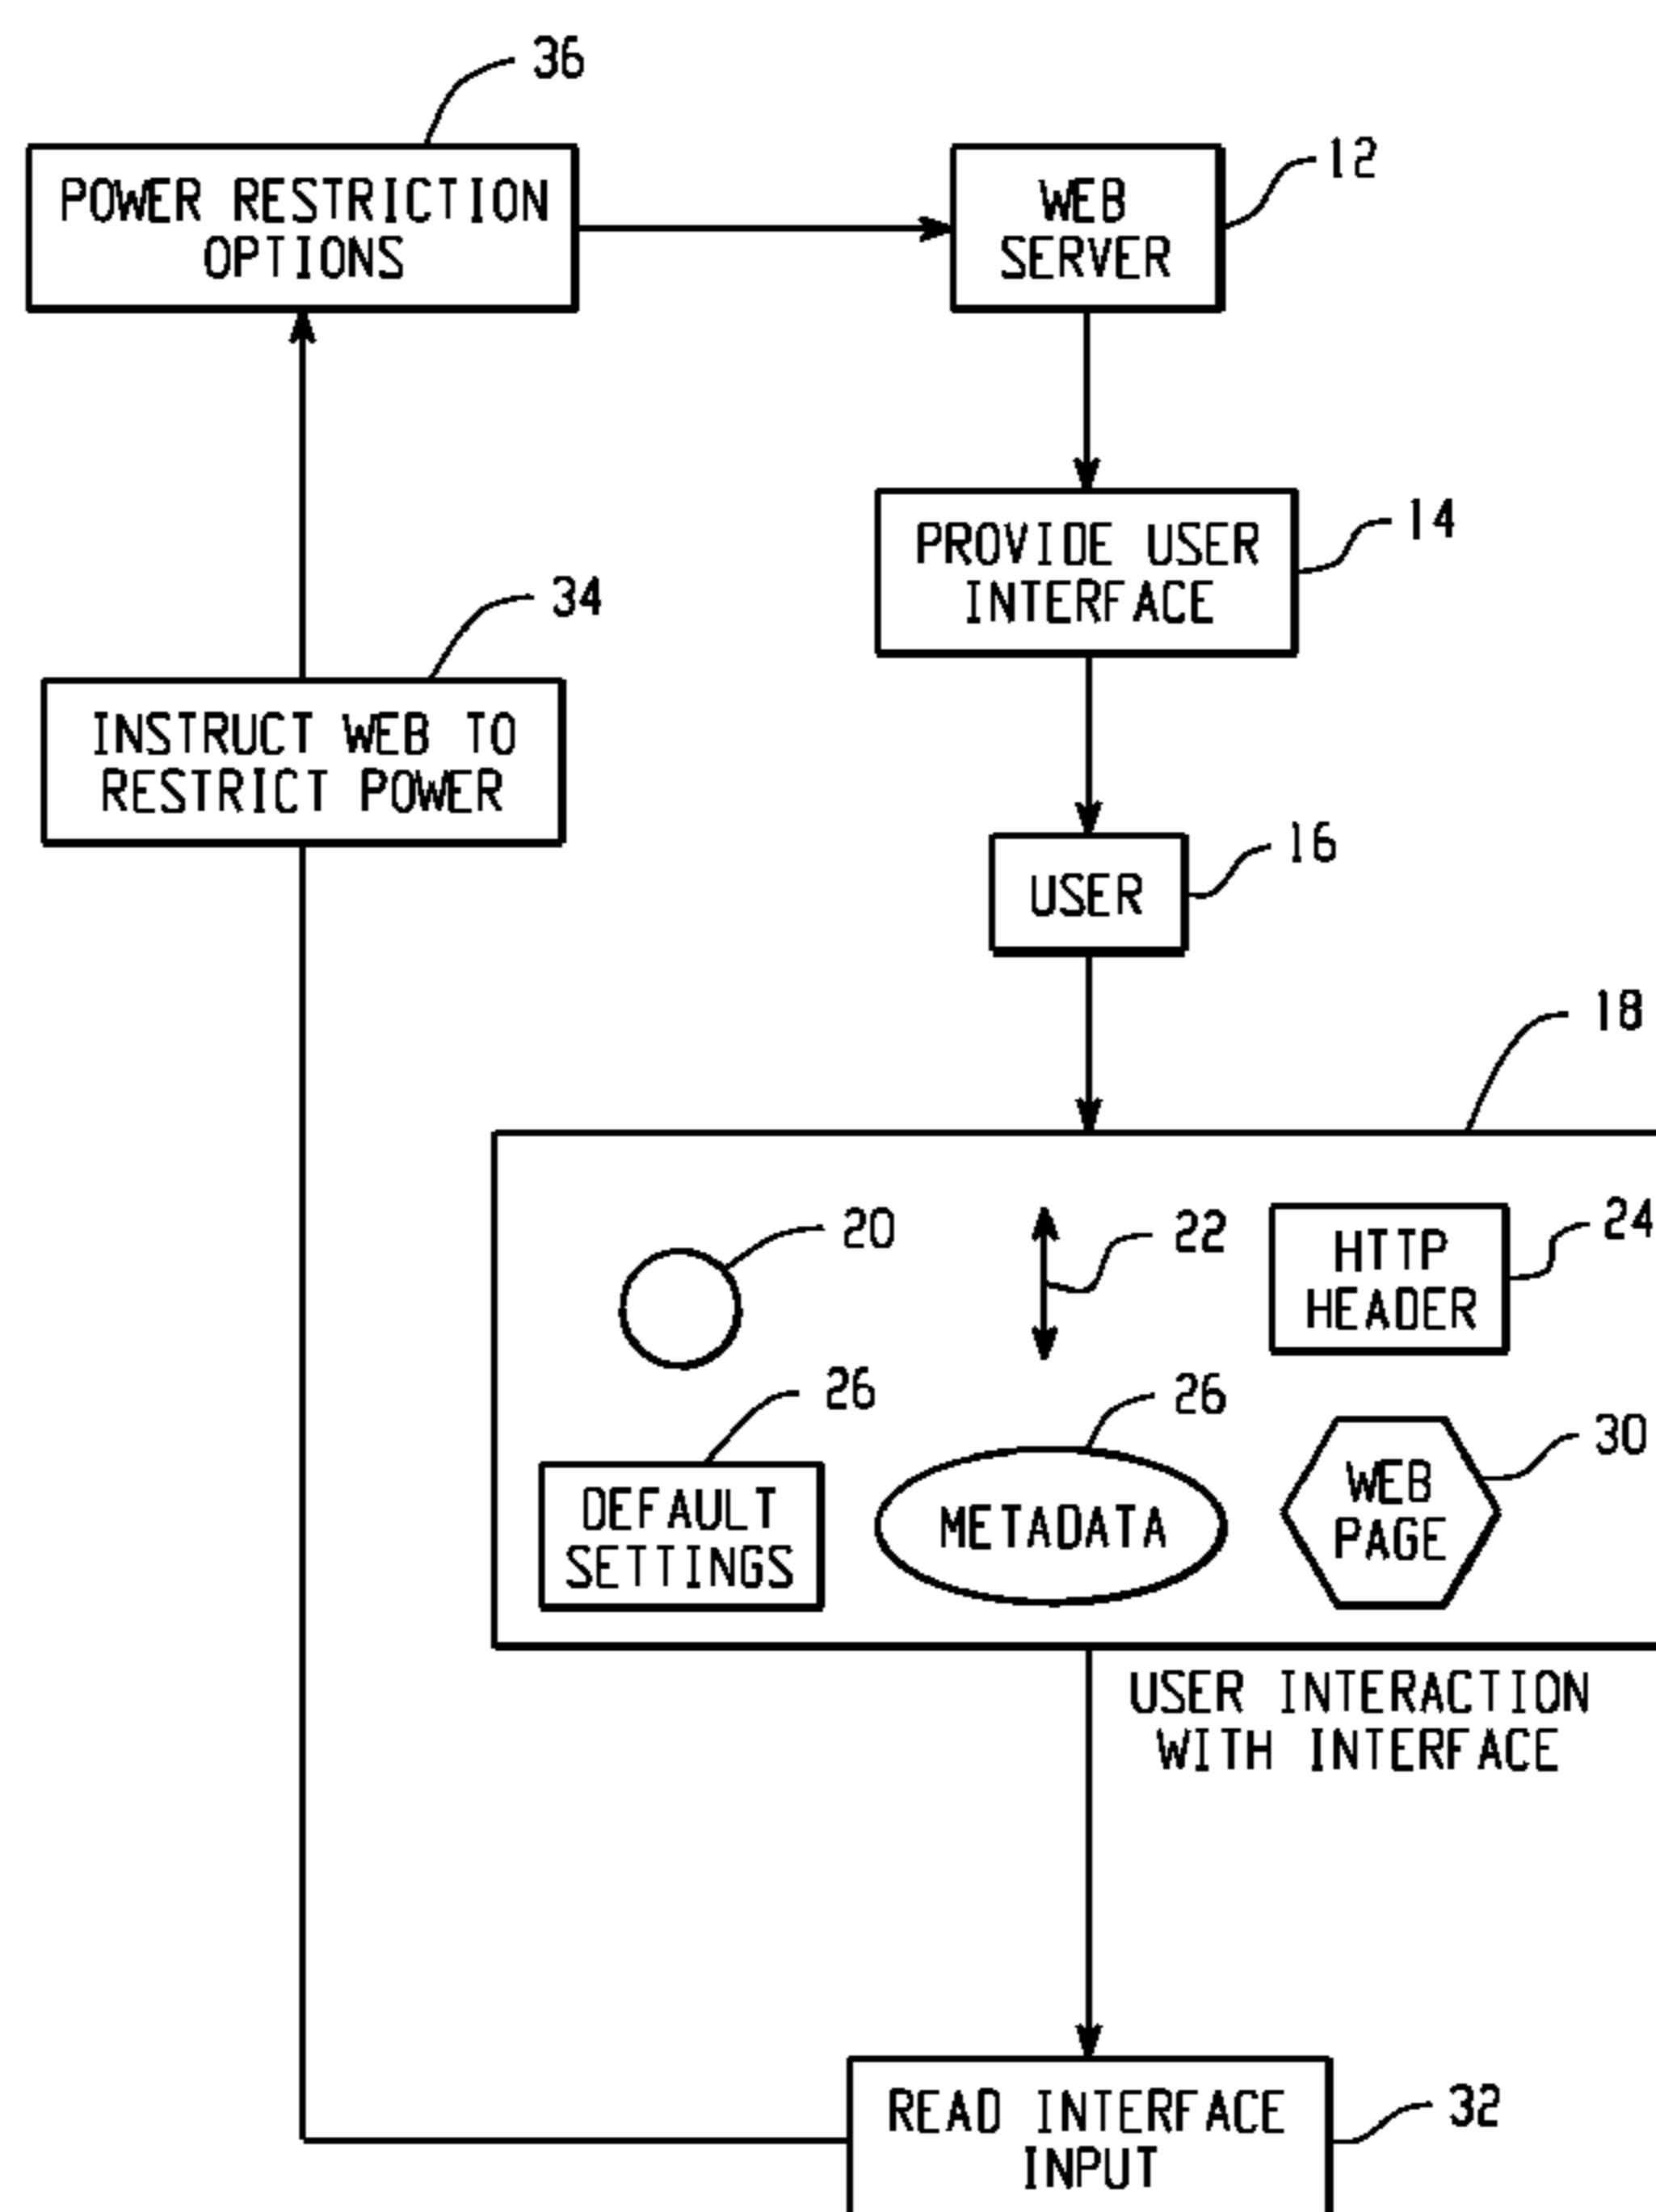 36
POWER RESTRICTION
OPTIONS
WEB
SERVER
12
PROVIDE USER
INTERFACE
14
34
INSTRUCT WEB TO
RESTRICT POWER
USER
16
18
20
22
HTTP
HEADER
24
26
DEFAULT
SETTINGS
26
METADATA
WEB
PAGE
30
USER INTERACTION
WITH INTERFACE
READ INTERFACE
INPUT
32